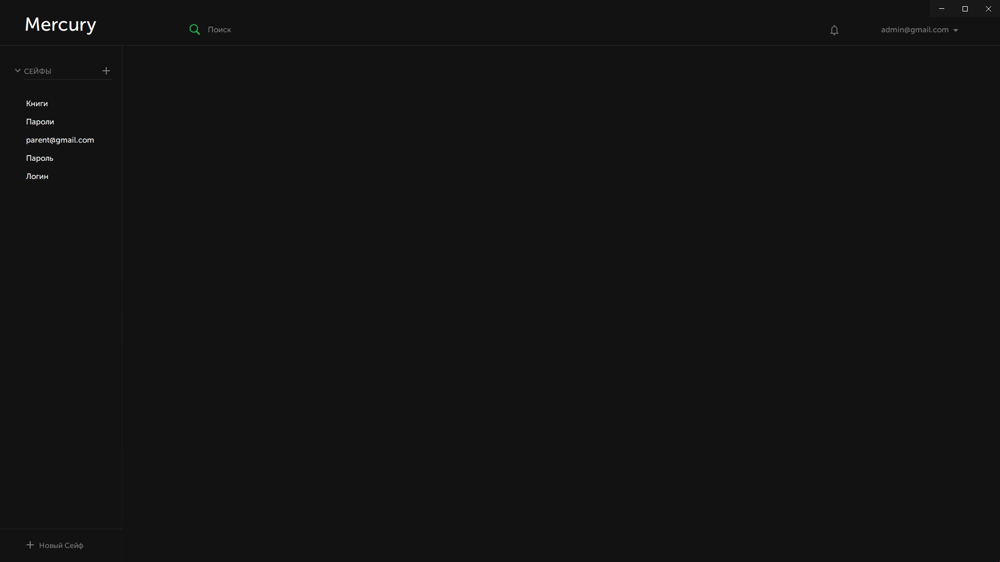 Mercury
Поиск
admin@gmail.com
СЕЙФЫ
Книги
Пароли
parent@gmail.com
Пароль
Логин
Новый Сейф